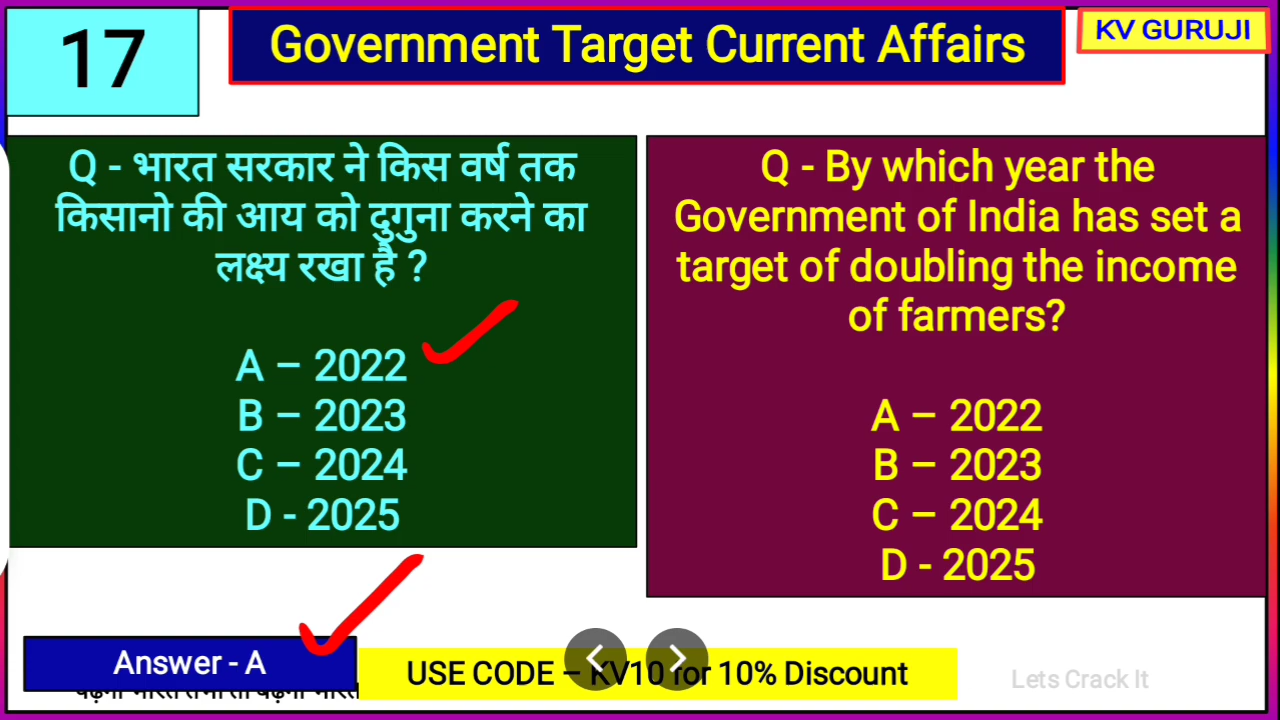 17
Government Target Current Affairs
KV GURUJI
Q - भारत सरकार ने किस वर्ष तक
किसानो की आय को दुगुना करने का
लक्ष्य रखा है ?
A – 2022
B – 2023
C – 2024
D - 2025
Q - By which year the
Government of India has set a
target of doubling the income
of farmers?
A – 2022
B – 2023
C – 2024
D - 2025
Answer - A
USE CODE – KV10 for 10% Discount
Lets Crack It